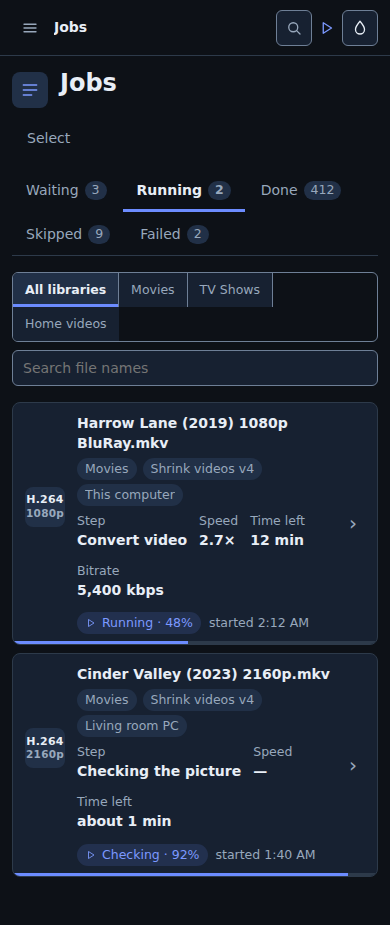 Jobs
Jobs
Select
Waiting 3 Running 2 Done 412
Skipped 9 Failed 2
All libraries Movies TV Shows
Home videos
Search file names
Harrow Lane (2019) 1080p
BluRay.mkv
Movies Shrink videos v4
This computer
H.264
1080p
Step Speed Time left
Convert video 2.7× 12 min
Bitrate
5,400 kbps
Running · 48% started 2:12 AM
Cinder Valley (2023) 2160p.mkv
Movies Shrink videos v4
Living room PC
H.264
2160p
Step Speed
Checking the picture —
Time left
about 1 min
Checking · 92% started 1:40 AM